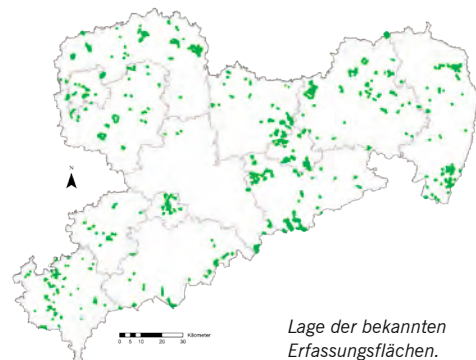 N
0 5 10 20 30
Kilometer
Lage der bekannten
Erfassungsflächen.